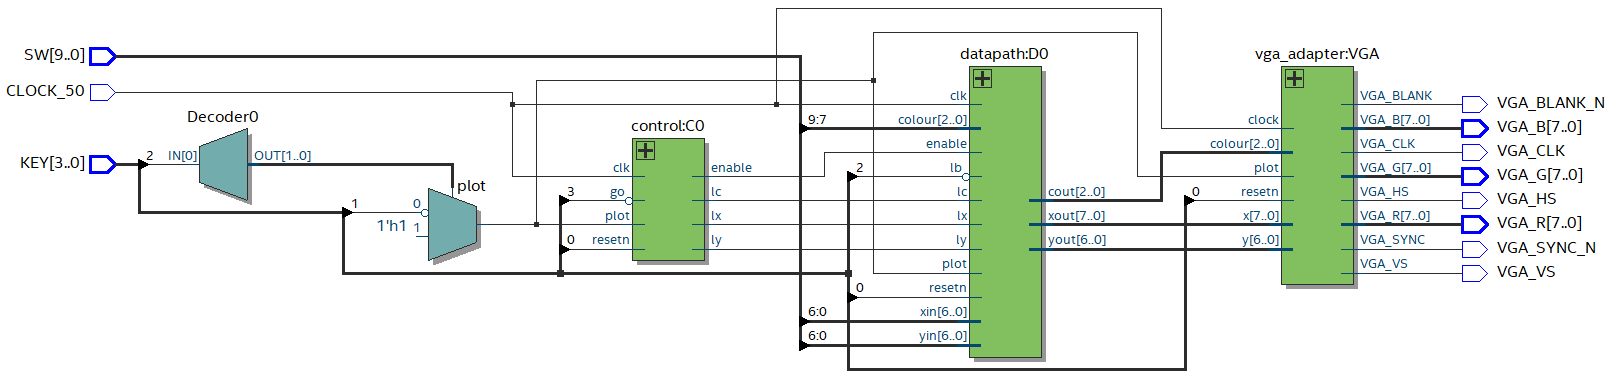 SW[9..0]
CLOCK_50
KEY[3..0]
Decoder0
2
IN[0]
OUT[1..0]
plot
1
0
1'h1
1
control:C0
clk
3
go
plot
0
resetn
enable
lc
lx
ly
datapath:D0
clk
9:7
colour[2..0]
enable
2
lb
lc
lx
ly
plot
0
resetn
6:0
xin[6..0]
6:0
yin[6..0]
cout[2..0]
xout[7..0]
yout[6..0]
vga_adapter:VGA
clock
colour[2..0]
plot
0
resetn
x[7..0]
y[6..0]
VGA_BLANK
VGA_B[7..0]
VGA_CLK
VGA_G[7..0]
VGA_HS
VGA_R[7..0]
VGA_SYNC
VGA_VS
VGA_BLANK_N
VGA_B[7..0]
VGA_CLK
VGA_G[7..0]
VGA_HS
VGA_R[7..0]
VGA_SYNC_N
VGA_VS